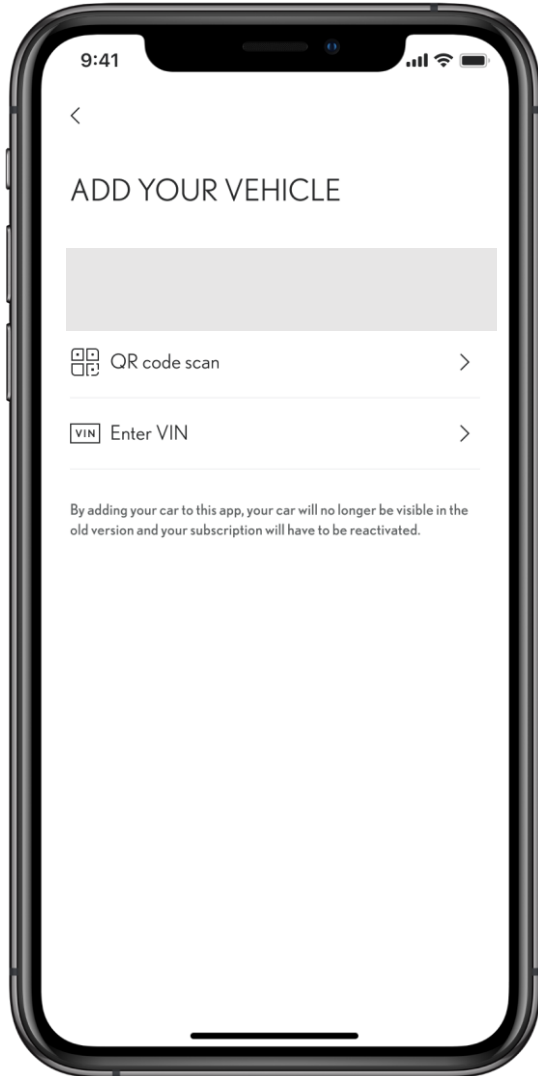 9:41
ADD YOUR VEHICLE
QR code scan
VIN Enter VIN
By adding your car to this app, your car will no longer be visible in the
old version and your subscription will have to be reactivated.